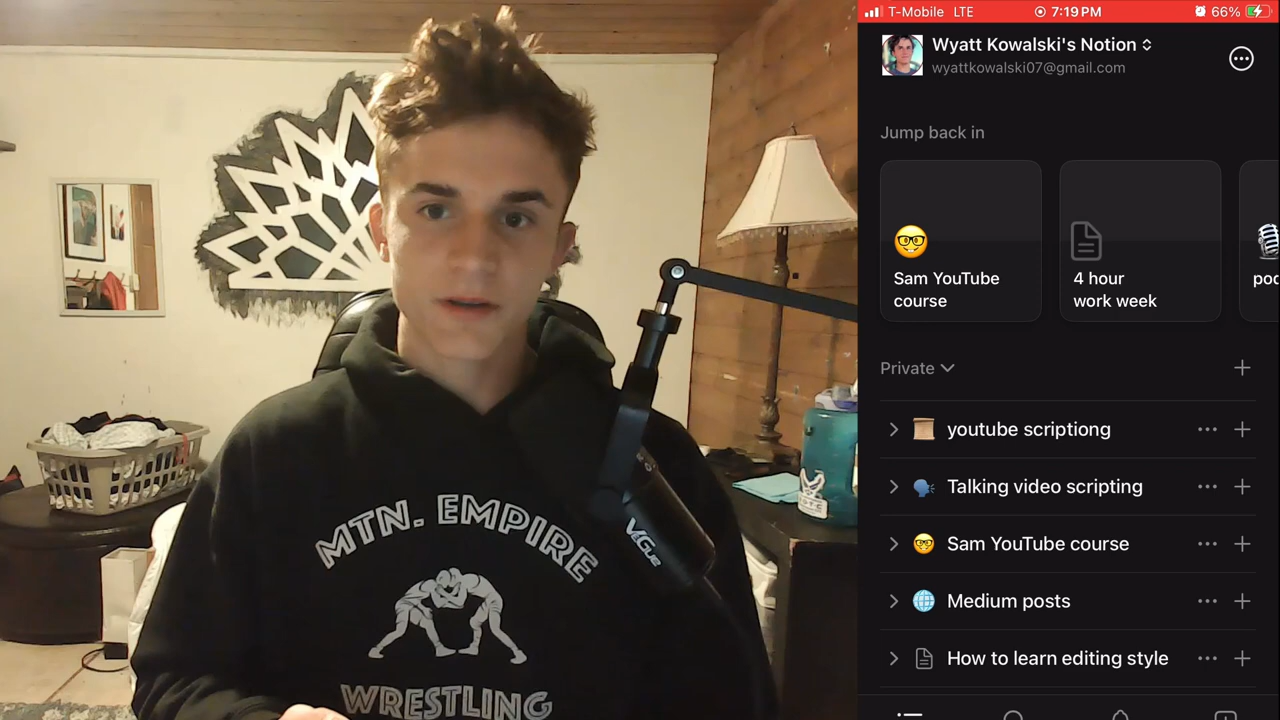 T-Mobile LTE 7:19 PM 66%
Wyatt Kowalski's Notion
wyattkowalski07@gmail.com
Jump back in
Sam YouTube
course
4 hour
work week
Private
youtube scriptiong
Talking video scripting
Sam YouTube course
Medium posts
How to learn editing style
MTN. EMPIRE
WRESTLING